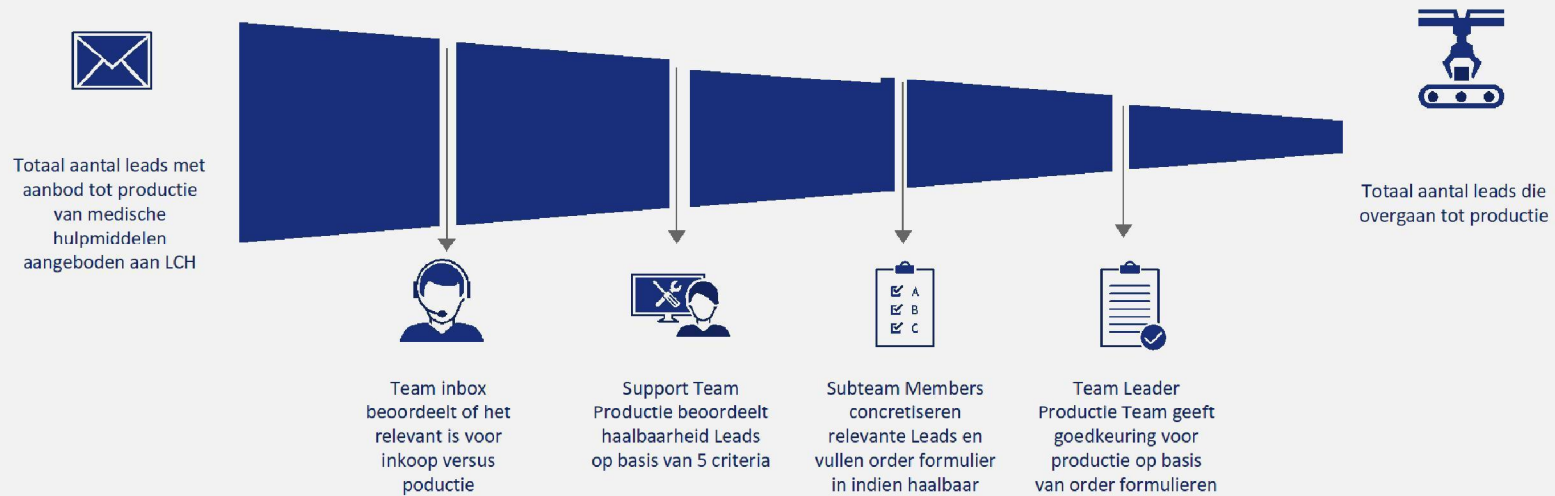 Totaal aantal leads met
aanbod tot productie
van medische
hulpmiddelen
aangeboden aan LCH
Totaal aantal leads die
overgaan tot productie
A
B
C
Team inbox
beoordeelt of het
relevant is voor
inkoop versus
poductie
Support Team
Productie beoordeelt
haalbaarheid Leads
op basis van 5 criteria
Subteam Members
concretiseren
relevante Leads en
vullen order formulier
in indien haalbaar
Team Leader
Productie Team geeft
goedkeuring voor
productie op basis
van order formulieren